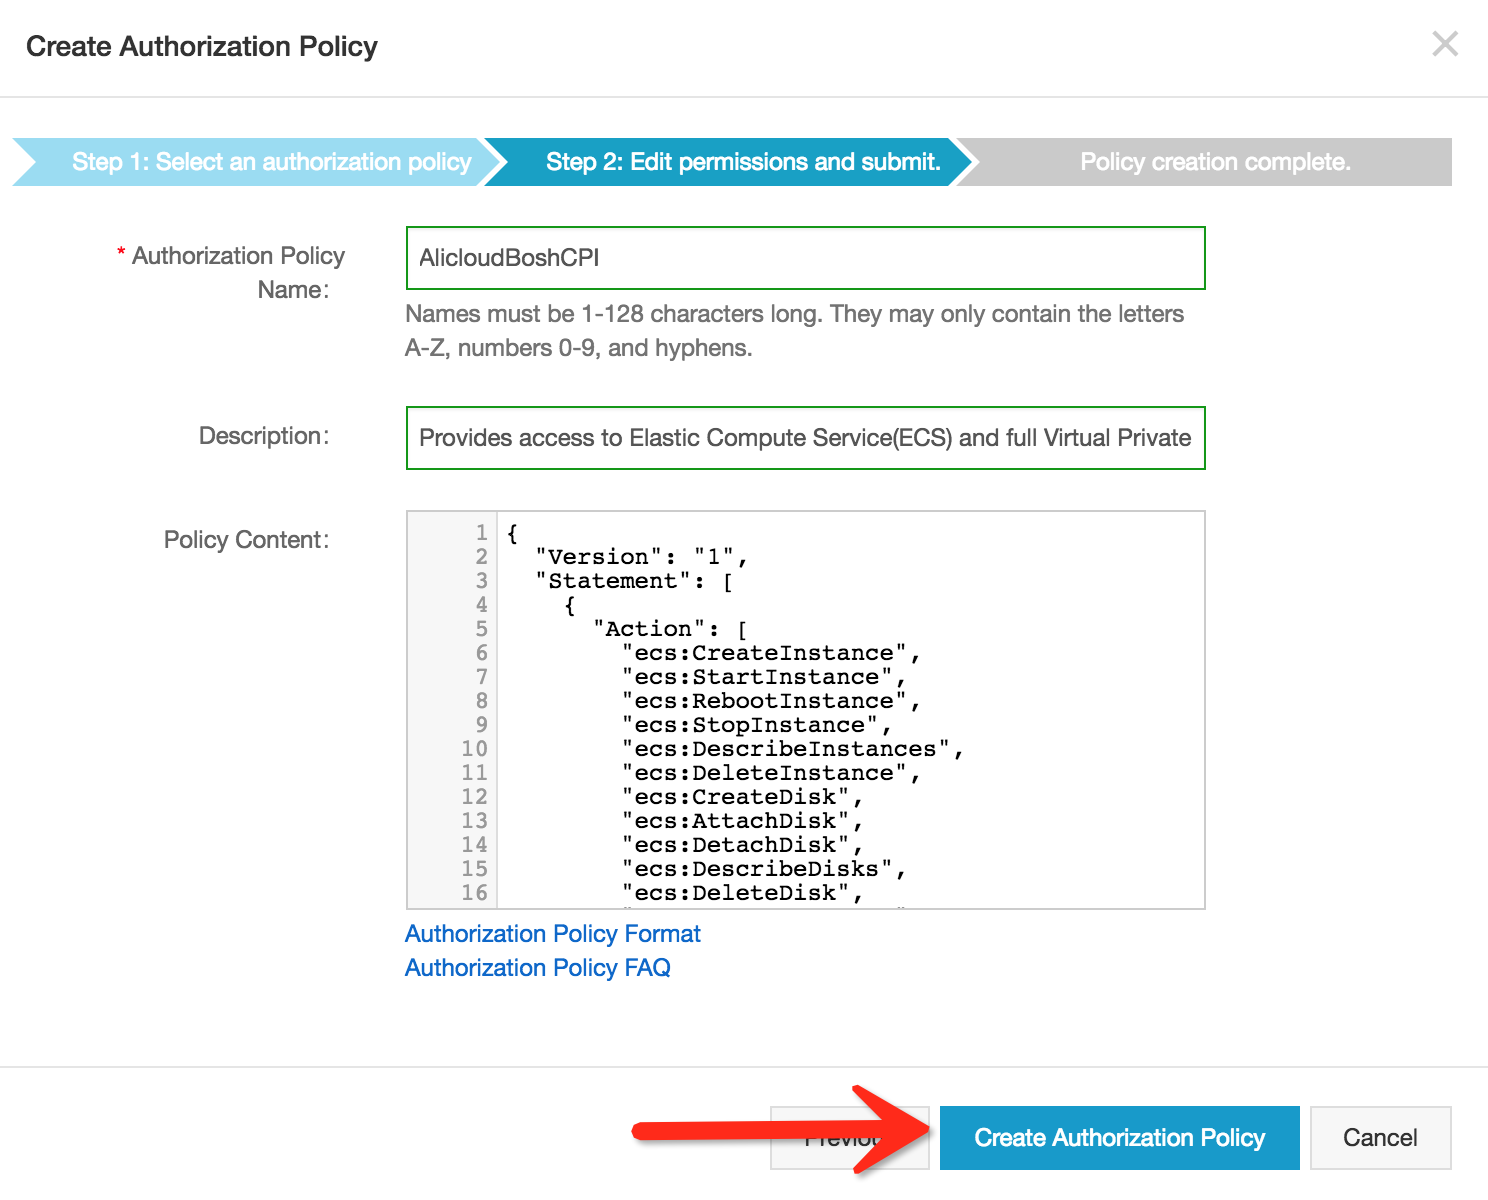 Create Authorization Policy
Step 1: Select an authorization policy
Step 2: Edit permissions and submit.
Policy creation complete.
* Authorization Policy
Name:
AlicloudBoshCPI
Names must be 1-128 characters long. They may only contain the letters
A-Z, numbers 0-9, and hyphens.
Description:
Provides access to Elastic Compute Service(ECS) and full Virtual Private
Policy Content:
1 {
2   "Version": "1",
3   "Statement": [
4     {
5       "Action": [
6         "ecs:CreateInstance",
7         "ecs:StartInstance",
8         "ecs:RebootInstance",
9         "ecs:StopInstance",
10         "ecs:DescribeInstances",
11         "ecs:DeleteInstance",
12         "ecs:CreateDisk",
13         "ecs:AttachDisk",
14         "ecs:DetachDisk",
15         "ecs:DescribeDisks",
16         "ecs:DeleteDisk",
Authorization Policy Format
Authorization Policy FAQ
Create Authorization Policy
Cancel